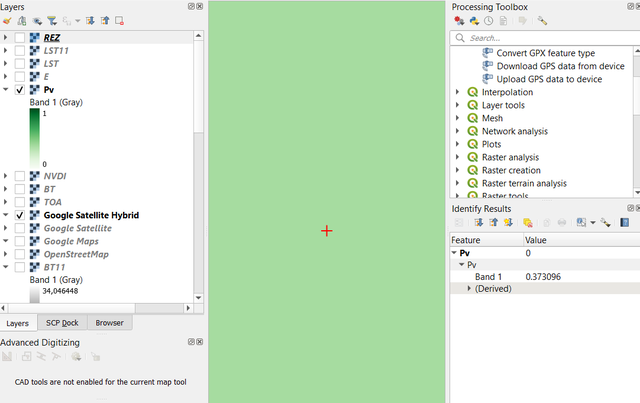 Layers
REZ
LST11
LST
E
Pv
Band 1 (Gray)
1
0
NVDI
BT
TOA
Google Satellite Hybrid
Google Satellite
Google Maps
OpenStreetMap
BT11
Band 1 (Gray)
34,046448
Layers
SCP Dock
Browser
Advanced Digitizing
CAD tools are not enabled for the current map tool
Processing Toolbox
Search...
Convert GPX feature type
Download GPS data from device
Upload GPS data to device
Interpolation
Layer tools
Mesh
Network analysis
Plots
Raster analysis
Raster creation
Raster terrain analysis
Raster tools
Identify Results
Feature Value
Pv 0
Pv
Band 1 0.373096
(Derived)